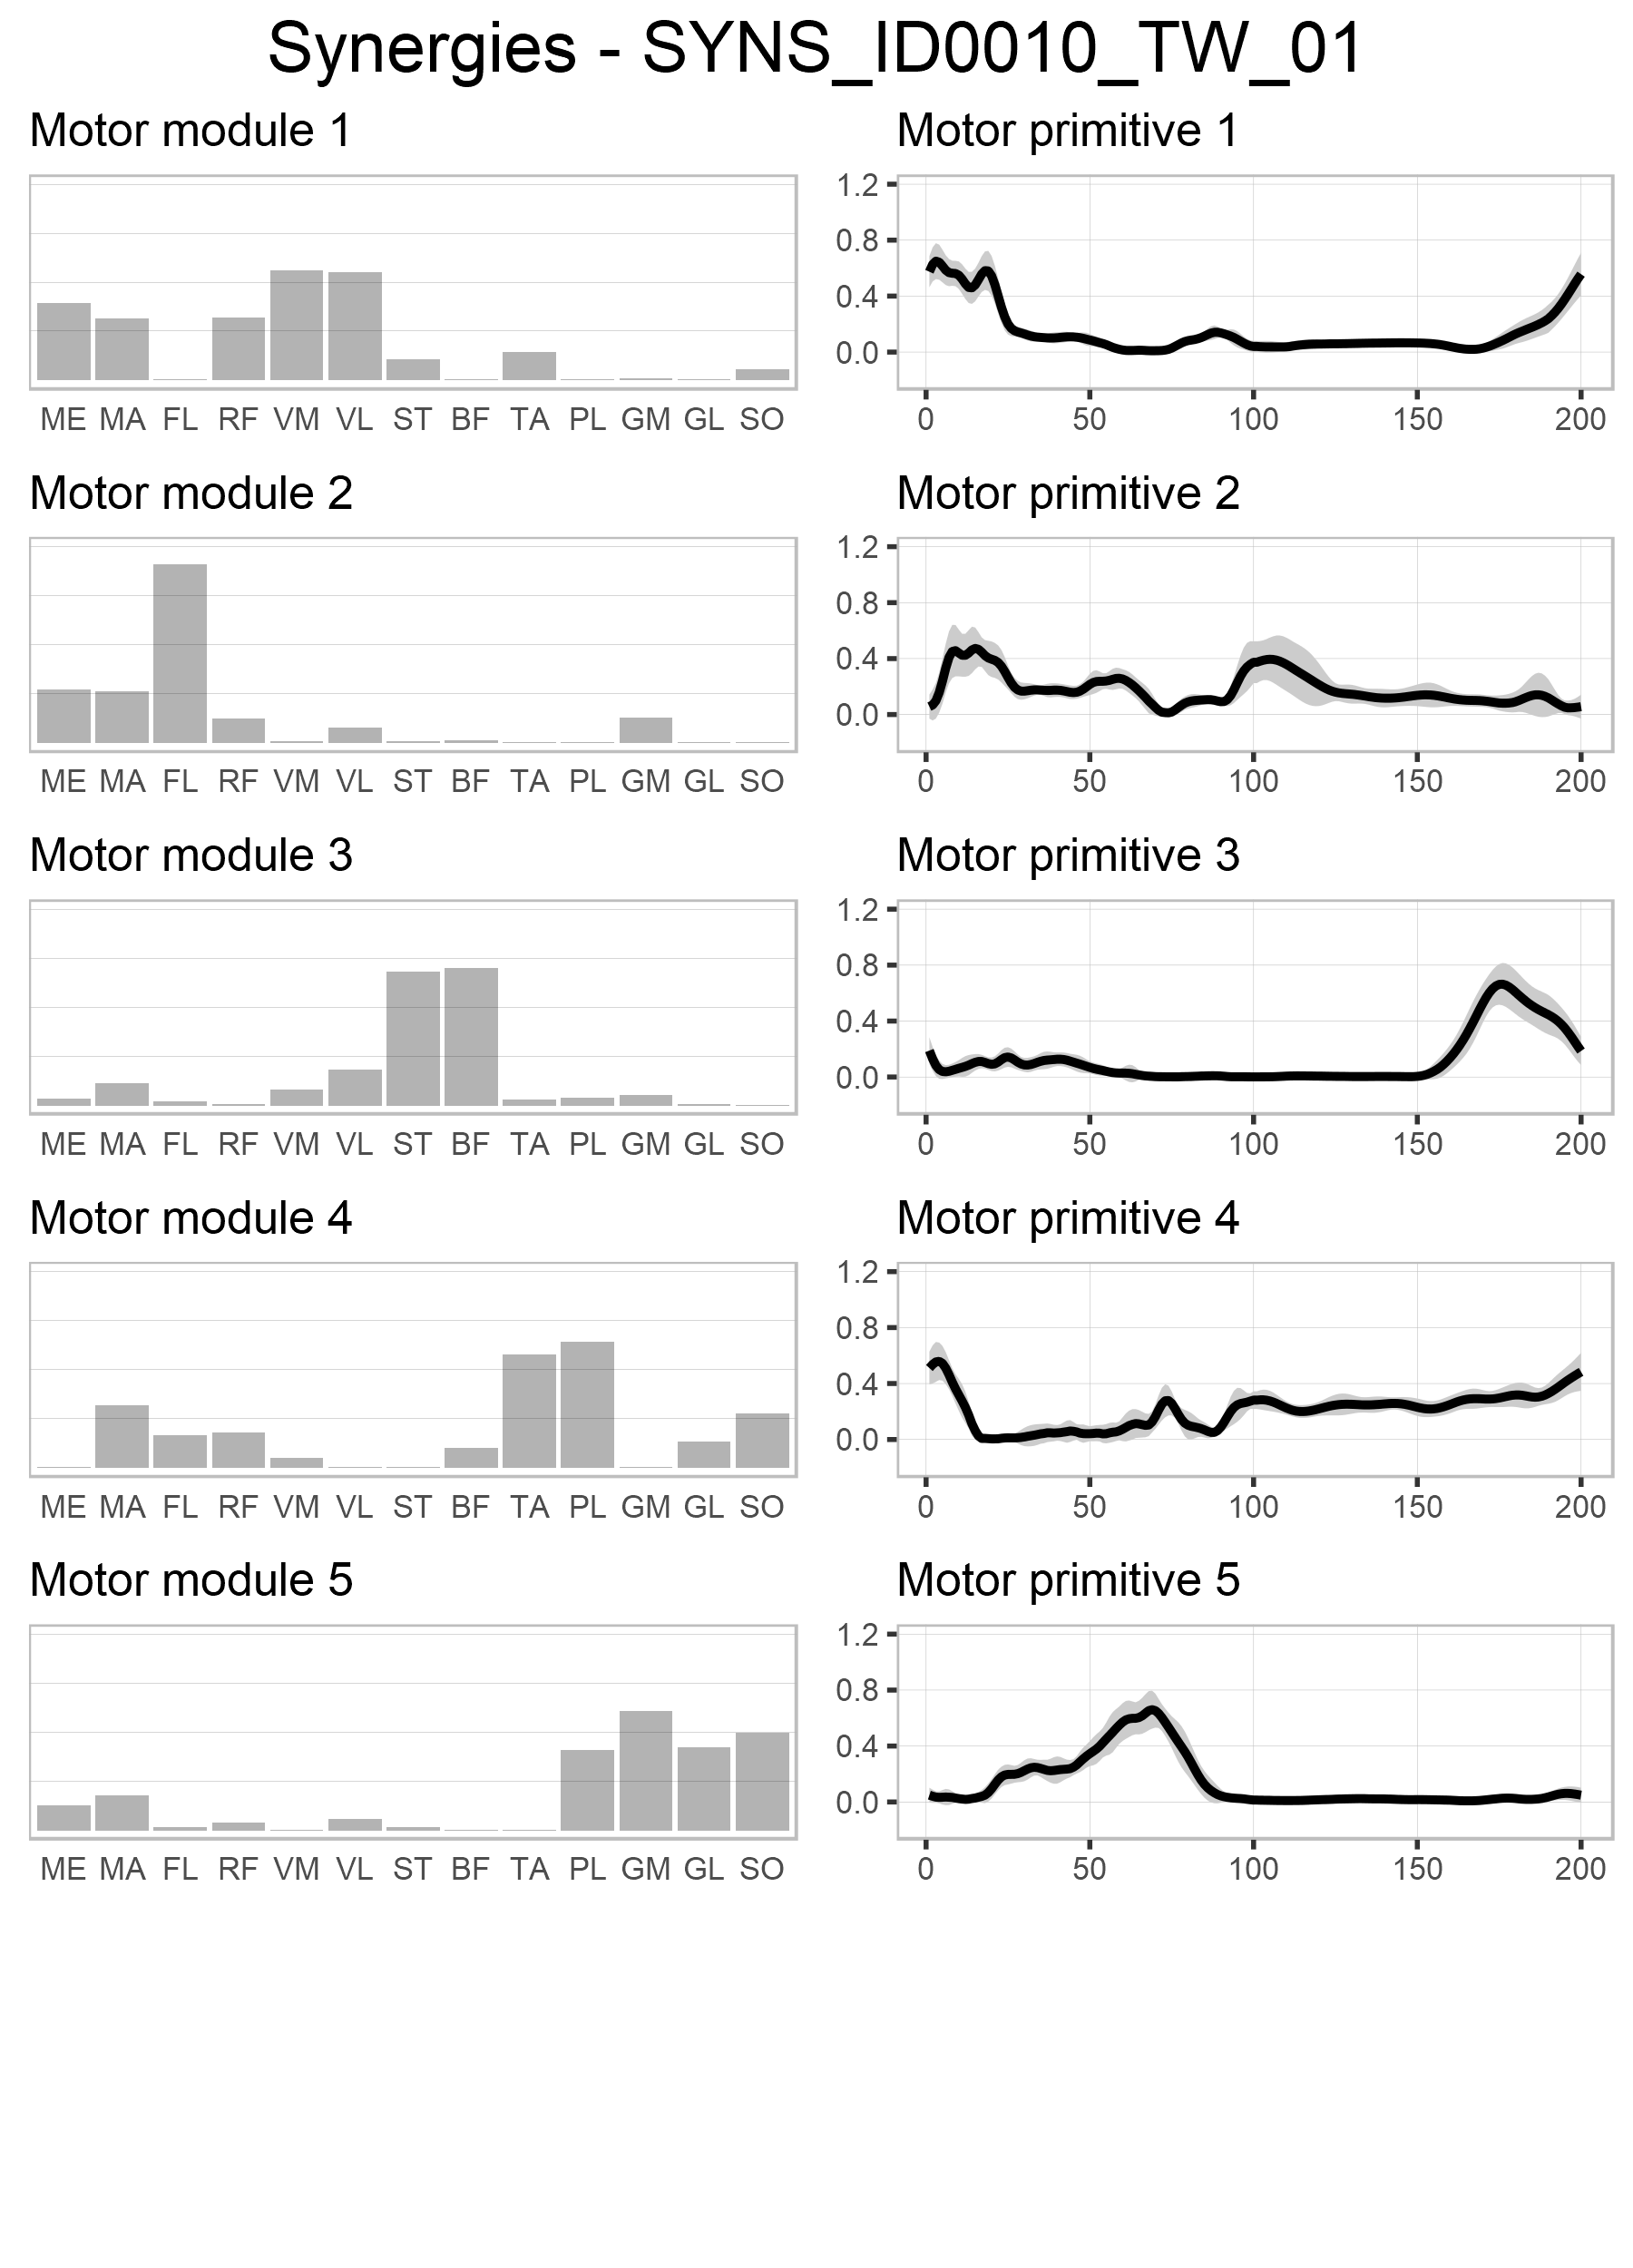 Synergies - SYNS_ID0010_TW_01
Motor module 1
Motor primitive 1
1.2
0.8
0.4
0.0
ME MA FL RF VM VL ST BF TA PL GM GL SO
0 50 100 150 200
Motor module 2
Motor primitive 2
1.2
0.8
0.4
0.0
ME MA FL RF VM VL ST BF TA PL GM GL SO
0 50 100 150 200
Motor module 3
Motor primitive 3
1.2
0.8
0.4
0.0
ME MA FL RF VM VL ST BF TA PL GM GL SO
0 50 100 150 200
Motor module 4
Motor primitive 4
1.2
0.8
0.4
0.0
ME MA FL RF VM VL ST BF TA PL GM GL SO
0 50 100 150 200
Motor module 5
Motor primitive 5
1.2
0.8
0.4
0.0
ME MA FL RF VM VL ST BF TA PL GM GL SO
0 50 100 150 200